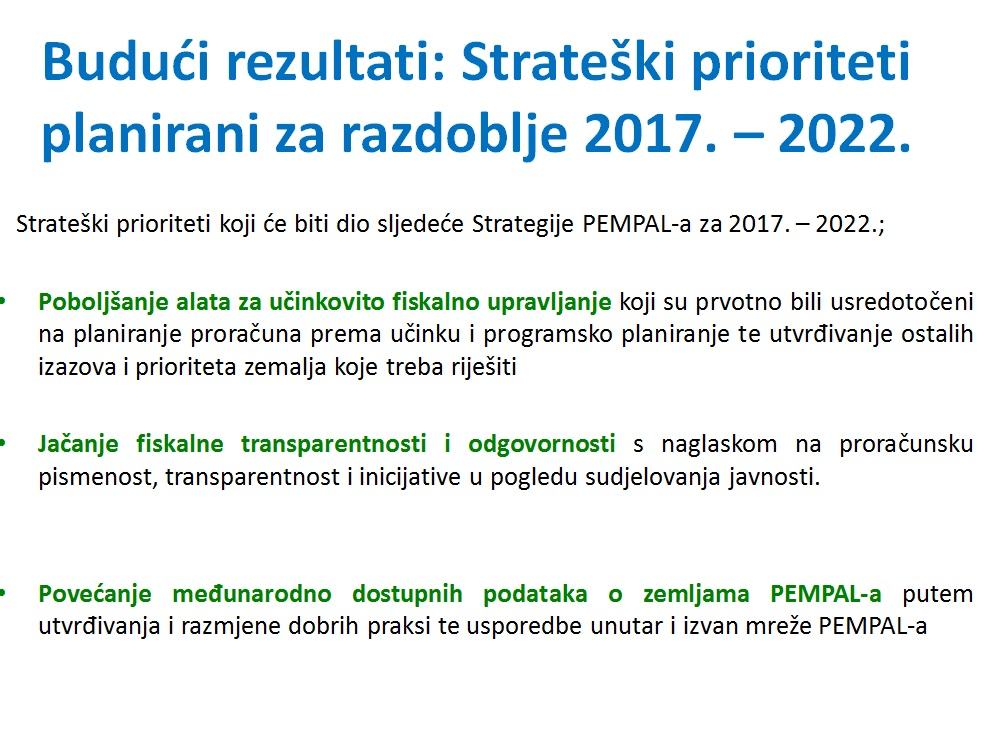 Budući rezultati: Strateški prioriteti
planirani za razdoblje 2017. – 2022.
Strateški prioriteti koji će biti dio sljedeće Strategije PEMPAL-a za 2017. – 2022.;
• Poboljšanje alata za učinkovito fiskalno upravljanje koji su prvotno bili usredotočeni
na planiranje proračuna prema učinku i programsko planiranje te utvrđivanje ostalih
izazova i prioriteta zemalja koje treba riješiti
• Jačanje fiskalne transparentnosti i odgovornosti s naglaskom na proračunsku
pismenost, transparentnost i inicijative u pogledu sudjelovanja javnosti.
• Povećanje međunarodno dostupnih podataka o zemljama PEMPAL-a putem
utvrđivanja i razmjene dobrih praksi te usporedbe unutar i izvan mreže PEMPAL-a